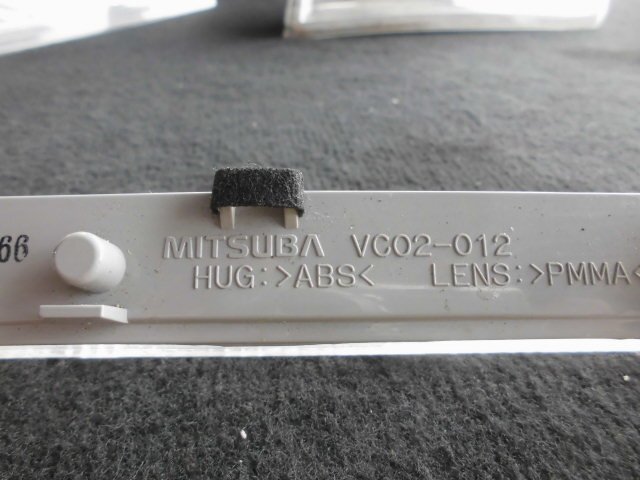 66
MITSUBA VC02-012
HUG:>ABS< LENS:>PMMA<